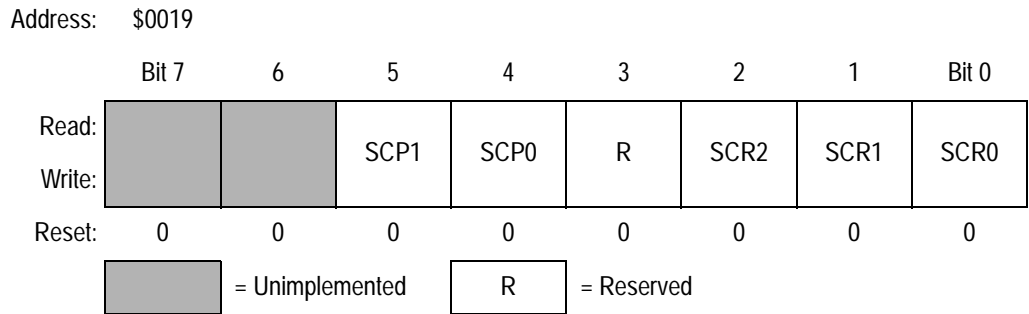 Address: $0019
Bit 7 6 5 4 3 2 1 Bit 0
Read:
SCP1 SCP0 R SCR2 SCR1 SCR0
Write:
Reset: 0 0 0 0 0 0 0 0
= Unimplemented R = Reserved